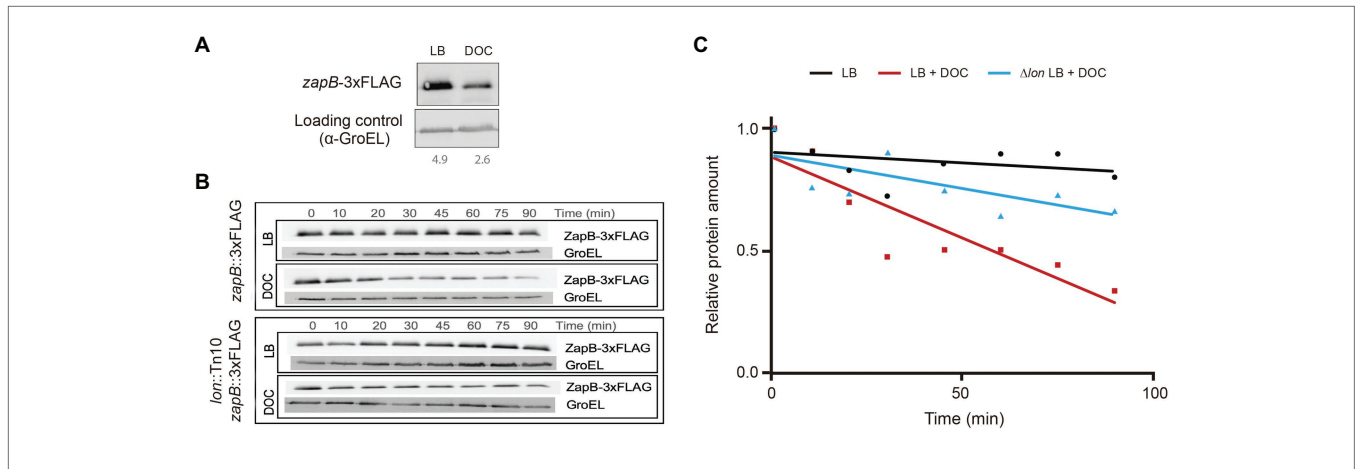 A
LB DOC
zapB-3xFLAG
Loading control
(α-GroEL)
4.9 2.6
B
zapB::3xFLAG
LB
0 10 20 30 45 60 75 90 Time (min)
ZapB-3xFLAG
GroEL
DOC
ZapB-3xFLAG
GroEL
lon::Tn10
zapB::3xFLAG
LB
0 10 20 30 45 60 75 90 Time (min)
ZapB-3xFLAG
GroEL
DOC
ZapB-3xFLAG
GroEL
C
LB LB + DOC Δlon LB + DOC
Relative protein amount
1.0
0.5
0.0
0 50 100
Time (min)